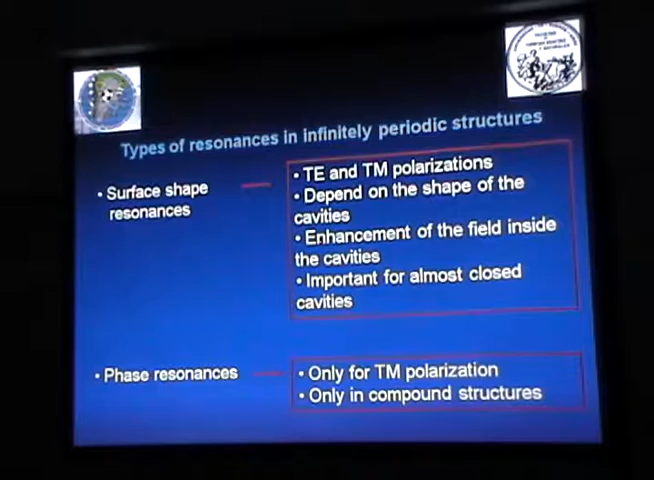 Types of resonances in infinitely periodic structures
• Surface shape
resonances
• TE and TM polarizations
• Depend on the shape of the
cavities
• Enhancement of the field inside
the cavities
• Important for almost closed
cavities
• Phase resonances
• Only for TM polarization
• Only in compound structures